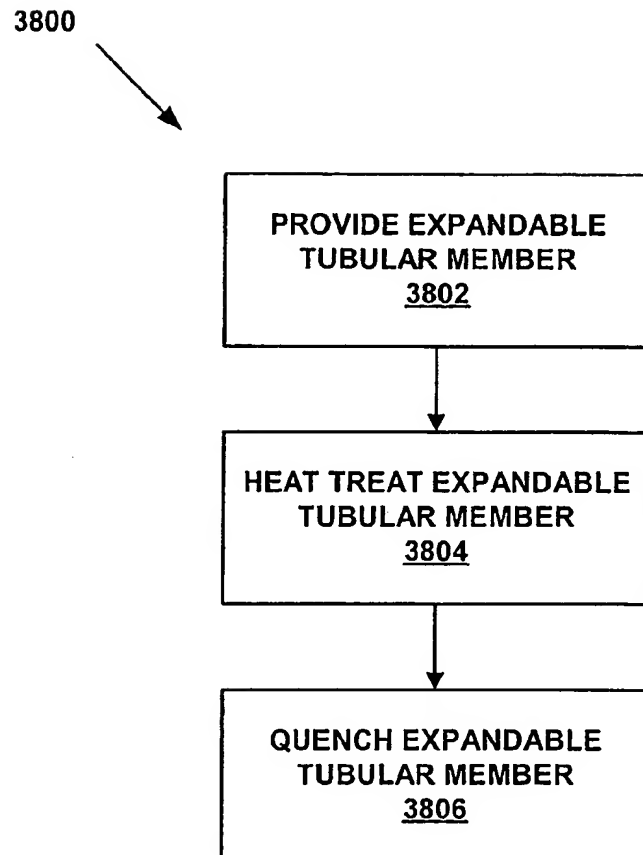 3800
PROVIDE EXPANDABLE
TUBULAR MEMBER
3802
HEAT TREAT EXPANDABLE
TUBULAR MEMBER
3804
QUENCH EXPANDABLE
TUBULAR MEMBER
3806